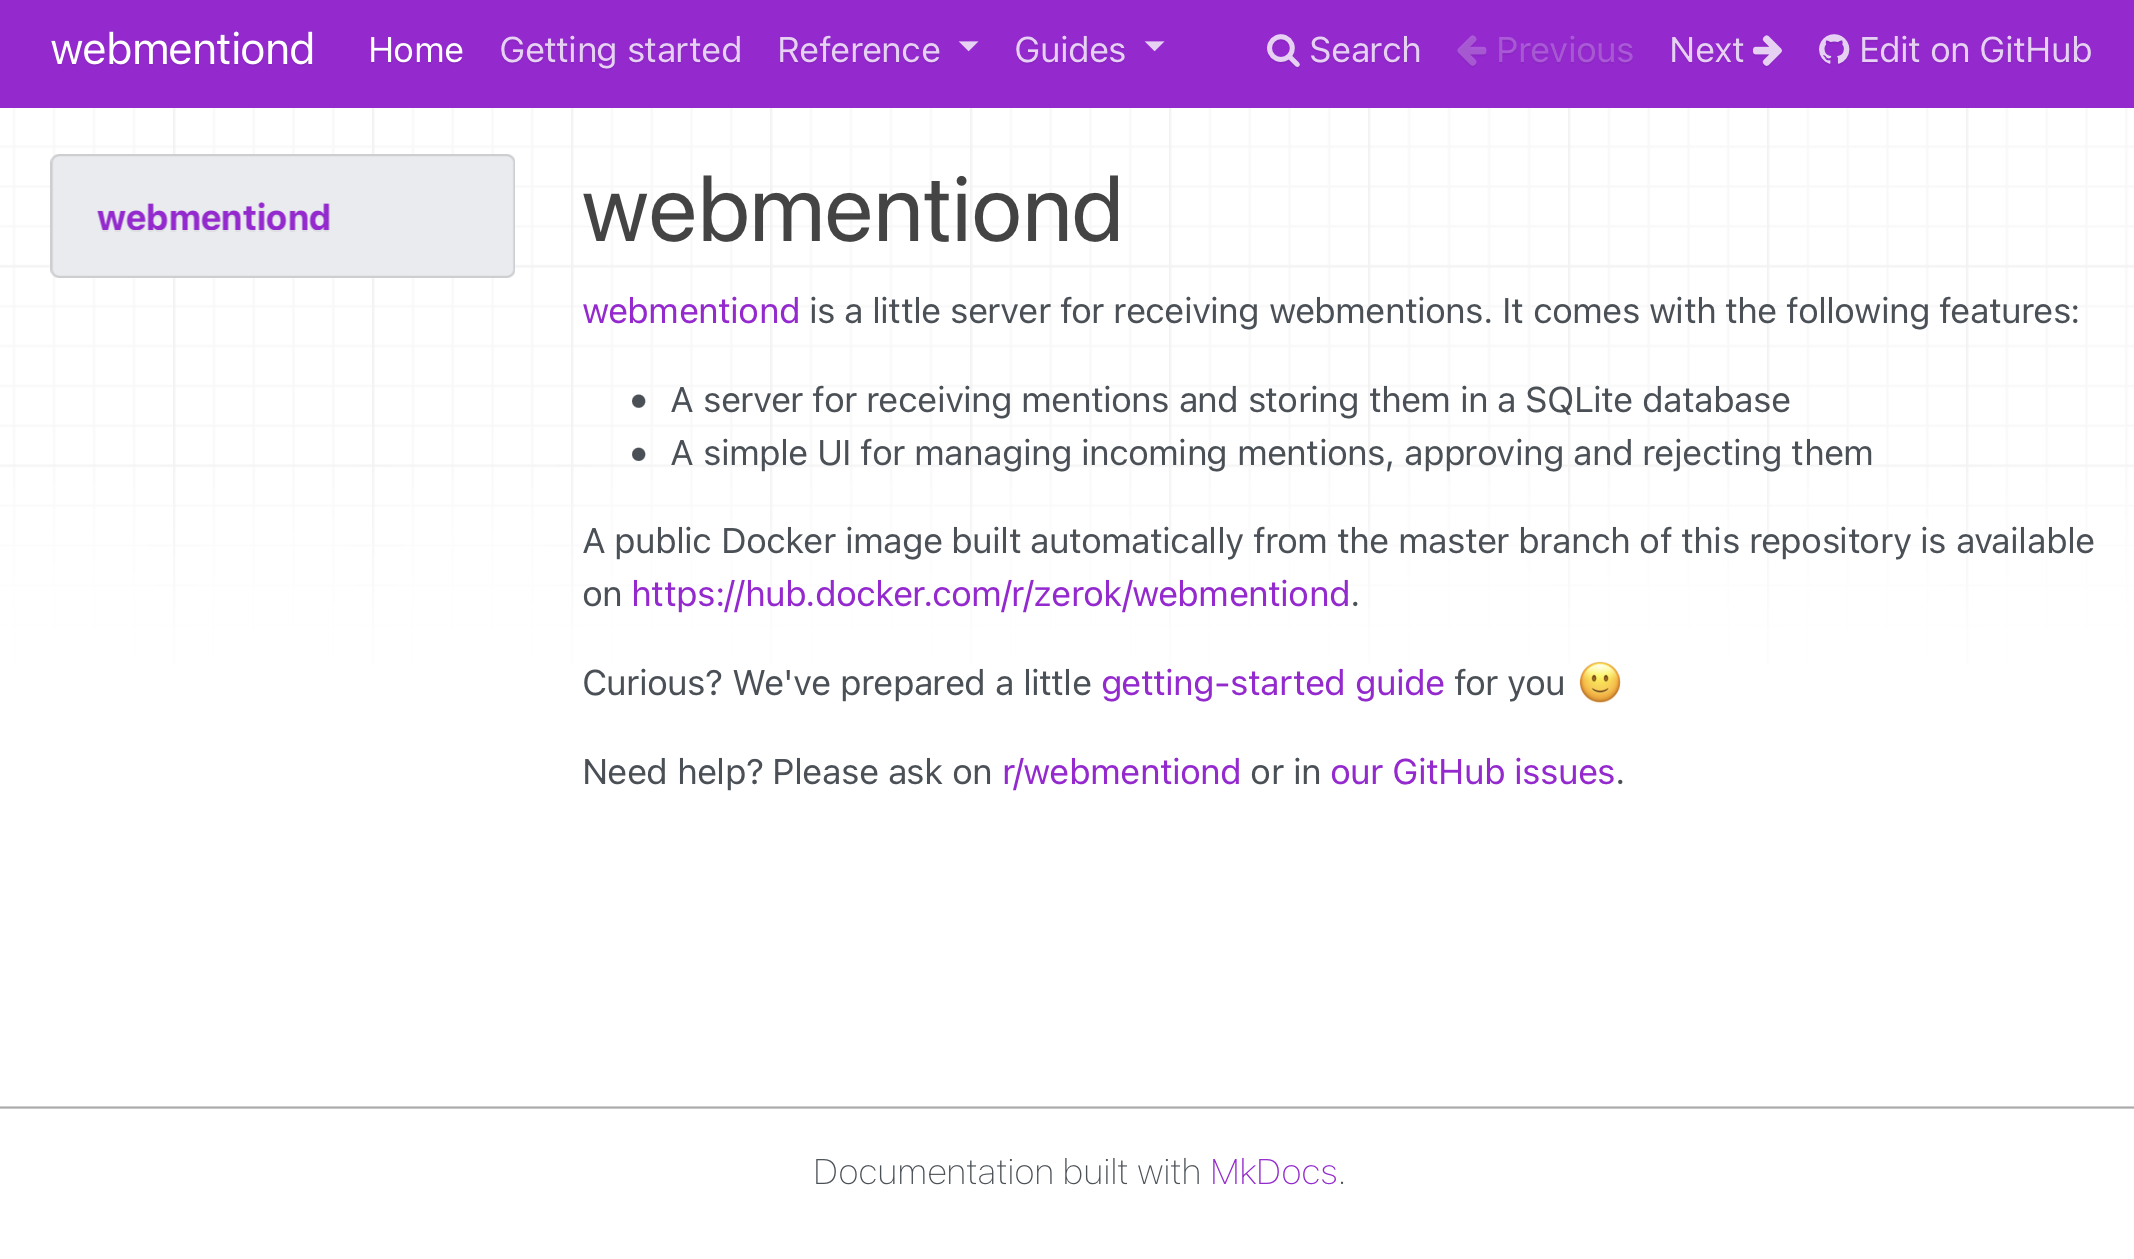 webmentiond Home Getting started Reference Guides Search Previous Next Edit on GitHub
webmentiond
webmentiond
webmentiond is a little server for receiving webmentions. It comes with the following features:
A server for receiving mentions and storing them in a SQLite database
A simple UI for managing incoming mentions, approving and rejecting them
A public Docker image built automatically from the master branch of this repository is available
on https://hub.docker.com/r/zerok/webmentiond.
Curious? We've prepared a little getting-started guide for you 🙂
Need help? Please ask on r/webmentiond or in our GitHub issues.
Documentation built with MkDocs.